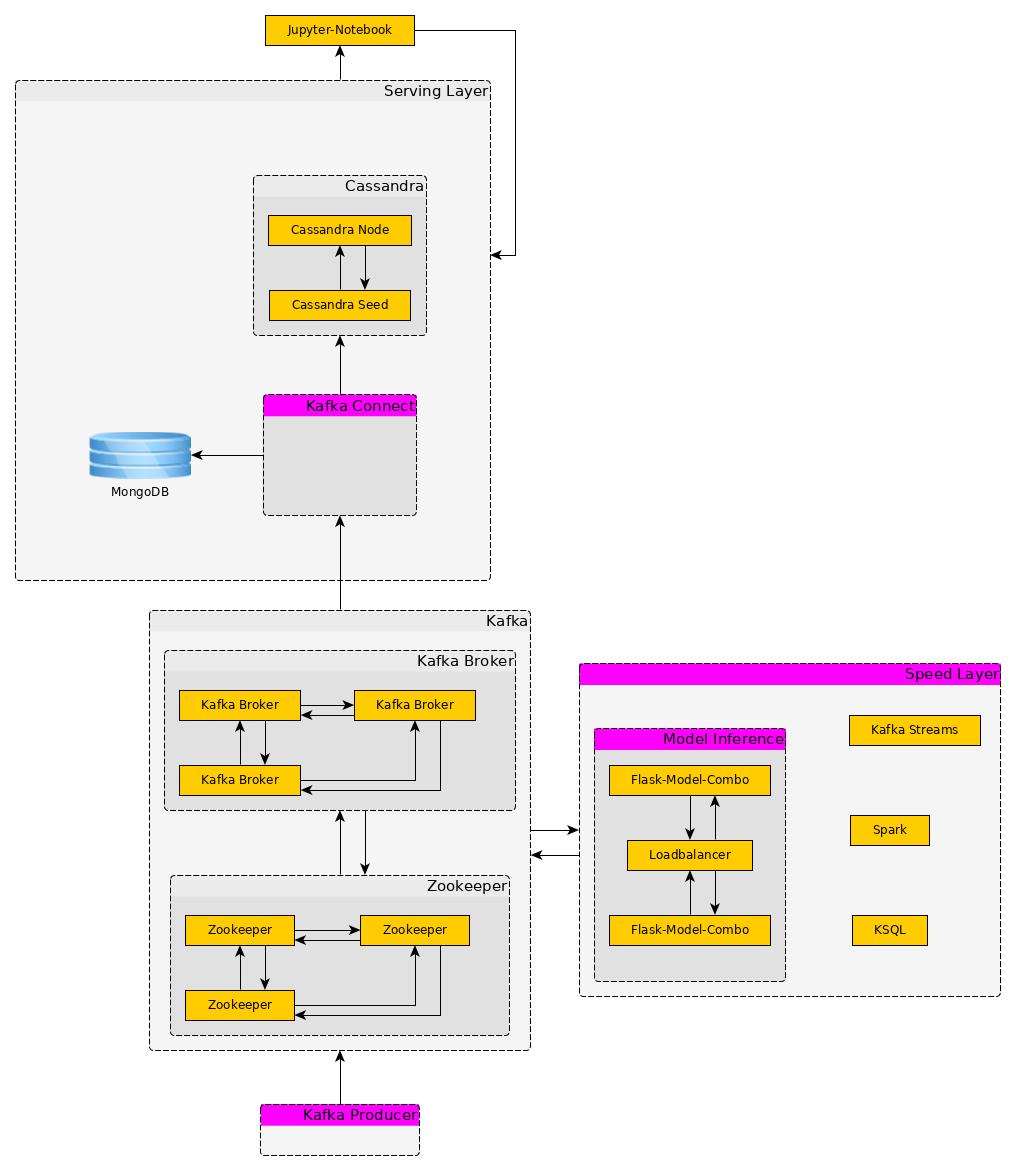 Jupyter-Notebook
Serving Layer
Cassandra
Cassandra Node
Cassandra Seed
Kafka Connect
MongoDB
Kafka
Kafka Broker
Kafka Broker
Kafka Broker
Kafka Broker
Zookeeper
Zookeeper
Zookeeper
Zookeeper
Speed Layer
Model Inference
Flask-Model-Combo
Loadbalancer
Flask-Model-Combo
Kafka Streams
Spark
KSQL
Kafka Producer